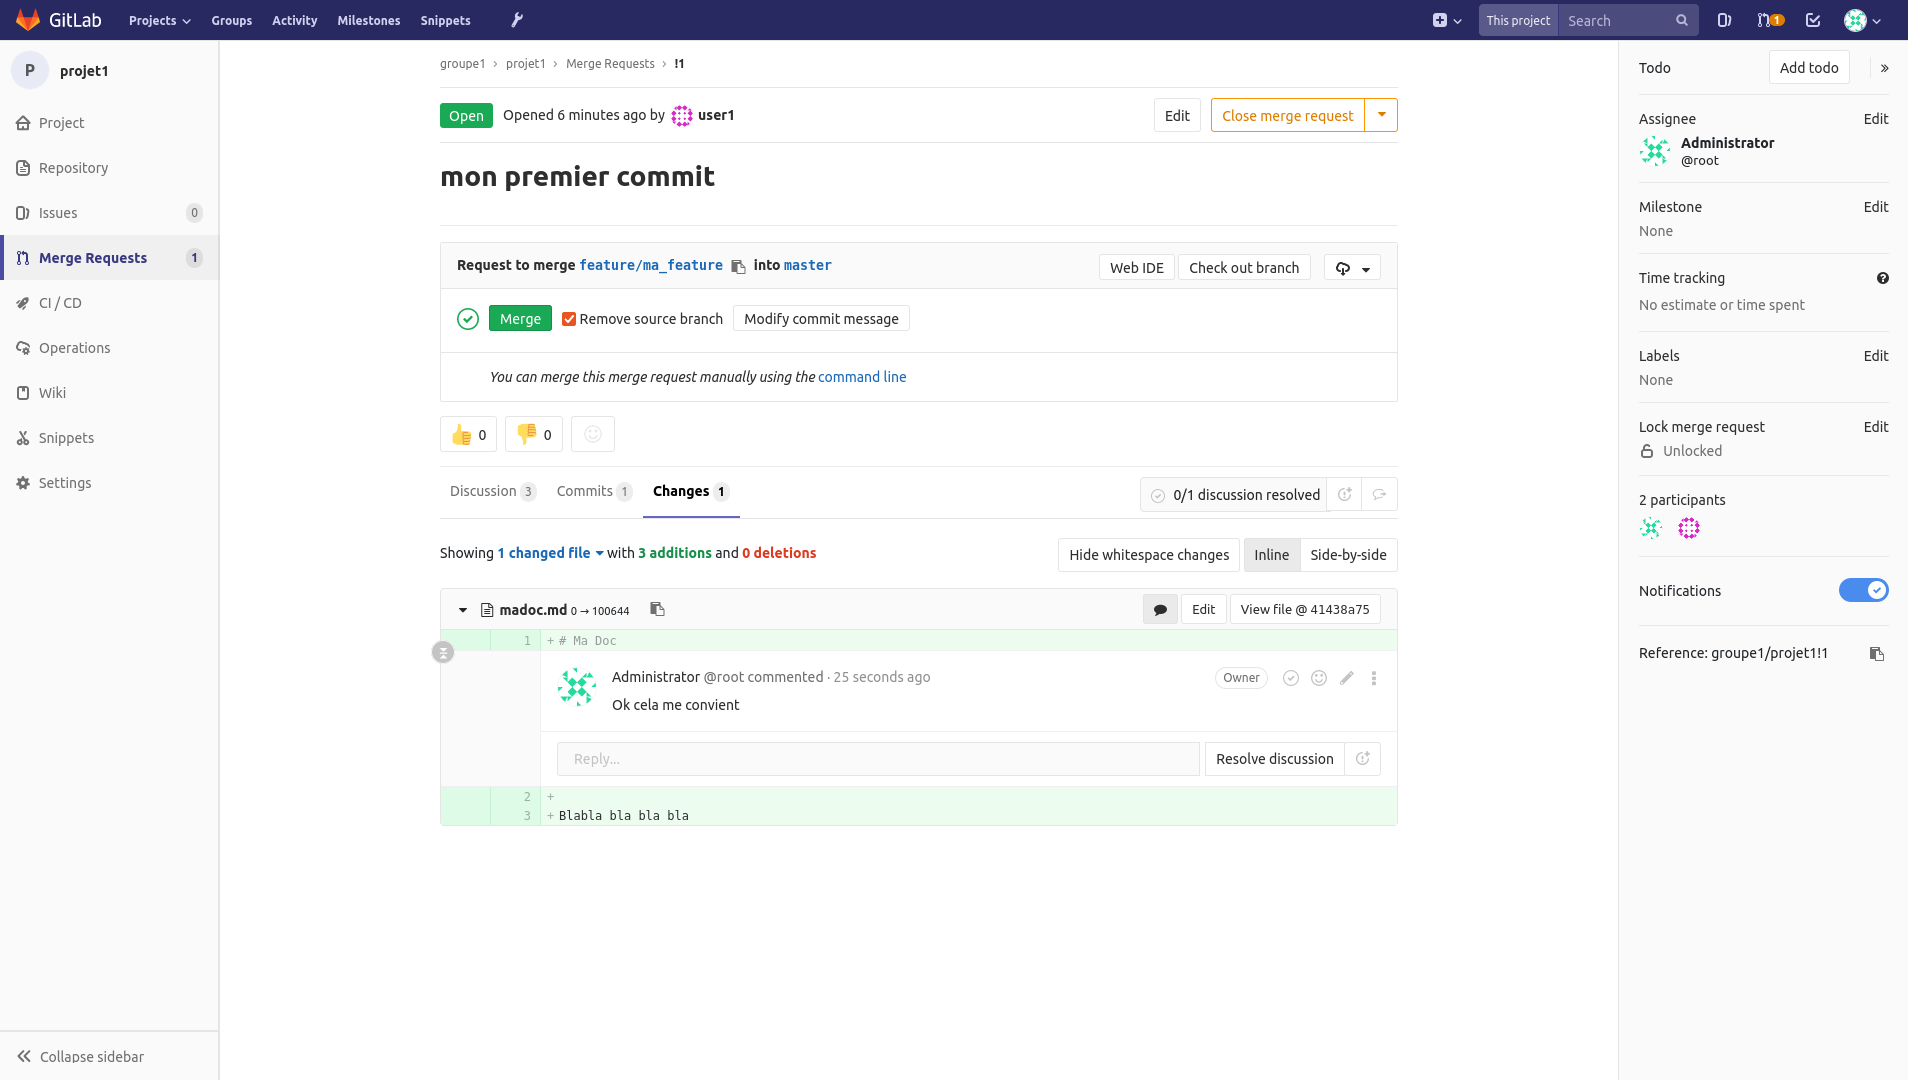 GitLab Projects Groups Activity Milestones Snippets This project Search 1
P projet1
Project
Repository
Issues 0
Merge Requests 1
CI / CD
Operations
Wiki
Snippets
Settings
Collapse sidebar
groupe1 › projet1 › Merge Requests › !1
Open Opened 6 minutes ago by user1 Edit Close merge request
mon premier commit
Request to merge feature/ma_feature into master Web IDE Check out branch
Merge Remove source branch Modify commit message
You can merge this merge request manually using the command line
0 0
Discussion 3 Commits 1 Changes 1 0/1 discussion resolved
Showing 1 changed file with 3 additions and 0 deletions Hide whitespace changes Inline Side-by-side
madoc.md 0 → 100644 Edit View file @ 41438a75
1 + # Ma Doc
Administrator @root commented · 25 seconds ago Owner
Ok cela me convient
Reply... Resolve discussion
2 +
3 + Blabla bla bla bla
Todo Add todo »
Assignee Edit
Administrator
@root
Milestone Edit
None
Time tracking ?
No estimate or time spent
Labels Edit
None
Lock merge request Edit
Unlocked
2 participants
Notifications
Reference: groupe1/projet1!1